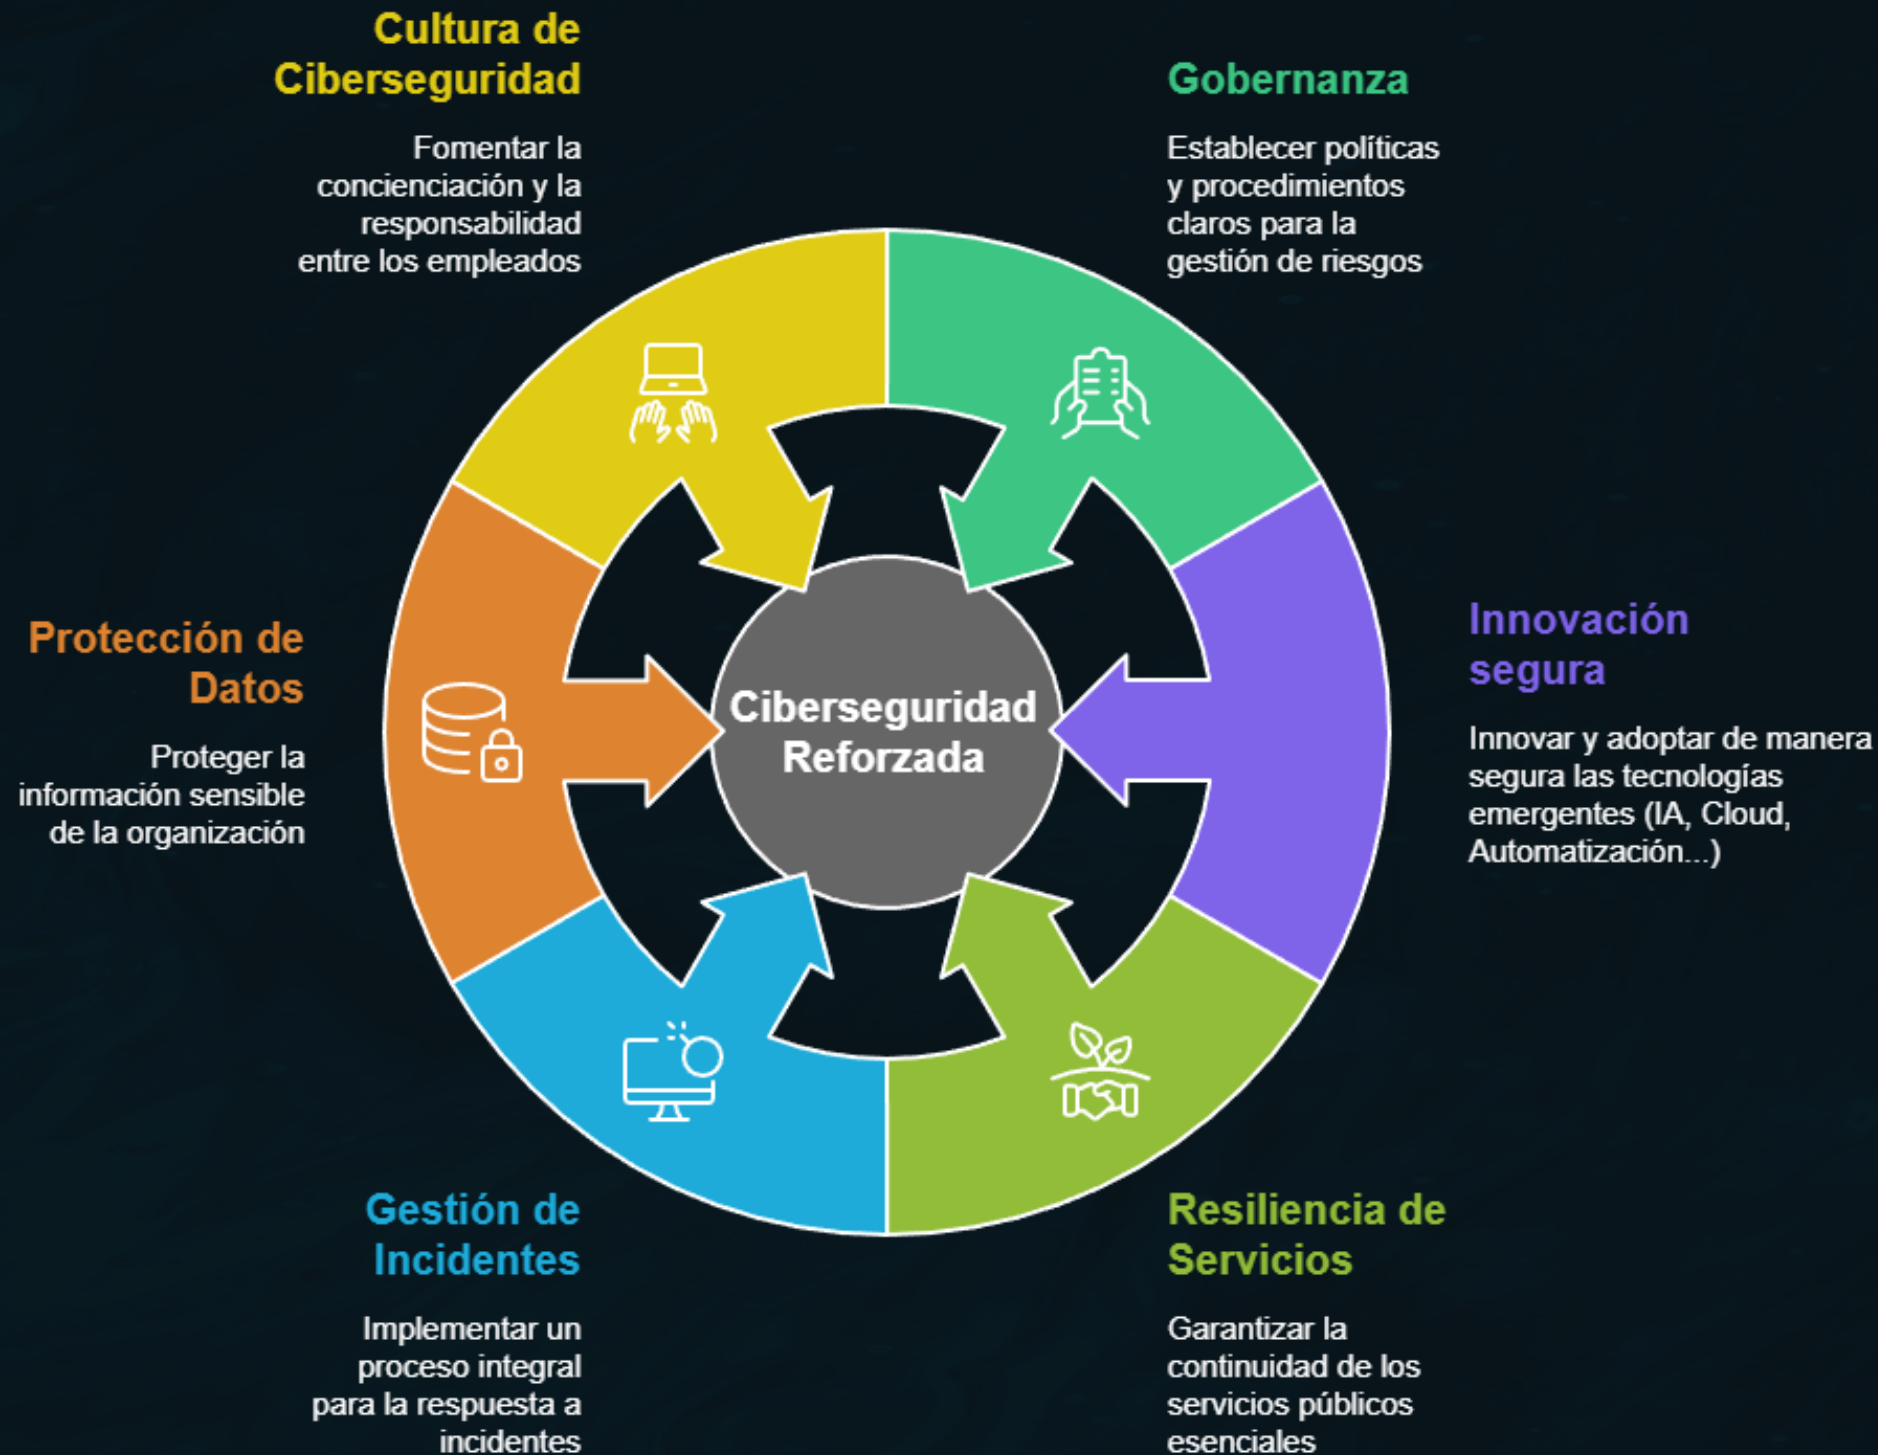 Cultura de
Ciberseguridad
Fomentar la
concienciación y la
responsabilidad
entre los empleados
Gobernanza
Establecer políticas
y procedimientos
claros para la
gestión de riesgos
Protección de
Datos
Proteger la
información sensible
de la organización
Ciberseguridad
Reforzada
Innovación
segura
Innovar y adoptar de manera
segura las tecnologías
emergentes (IA, Cloud,
Automatización...)
Gestión de
Incidentes
Implementar un
proceso integral
para la respuesta a
incidentes
Resiliencia de
Servicios
Garantizar la
continuidad de los
servicios públicos
esenciales